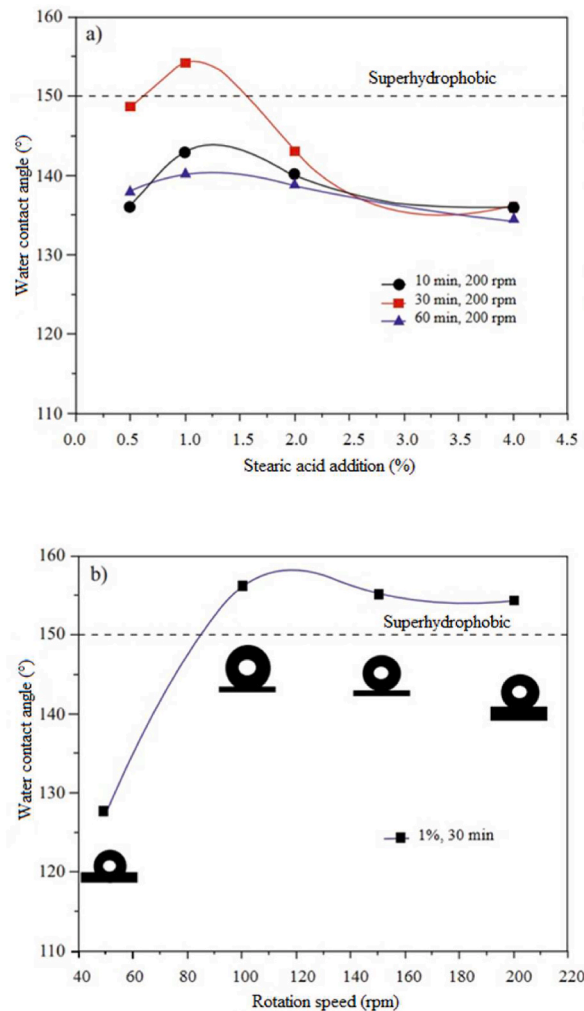 a)
160
150
140
130
120
110
Water contact angle (°)
Superhydrophobic
10 min, 200 rpm
30 min, 200 rpm
60 min, 200 rpm
0.0 0.5 1.0 1.5 2.0 2.5 3.0 3.5 4.0 4.5
Stearic acid addition (%)
b)
160
150
140
130
120
110
Water contact angle (°)
Superhydrophobic
1%, 30 min
40 60 80 100 120 140 160 180 200 220
Rotation speed (rpm)